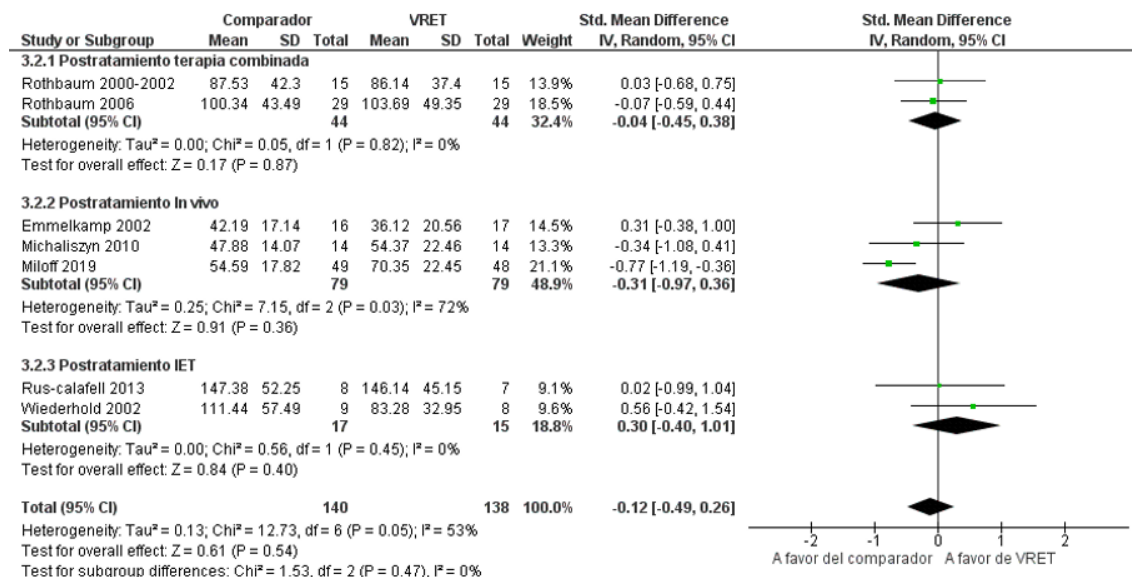 Comparador VRET Std. Mean Difference Std. Mean Difference
Study or Subgroup Mean SD Total Mean SD Total Weight IV, Random, 95% CI IV, Random, 95% CI
3.2.1 Postratamiento terapia combinada
Rothbaum 2000-2002 87.53 42.3 15 86.14 37.4 15 13.9% 0.03 [-0.68, 0.75]
Rothbaum 2006 100.34 43.49 29 103.69 49.35 29 18.5% -0.07 [-0.59, 0.44]
Subtotal (95% CI) 44 44 32.4% -0.04 [-0.45, 0.38]
Heterogeneity: Tau² = 0.00; Chi² = 0.05, df = 1 (P = 0.82); I² = 0%
Test for overall effect: Z = 0.17 (P = 0.87)
3.2.2 Postratamiento In vivo
Emmelkamp 2002 42.19 17.14 16 36.12 20.56 17 14.5% 0.31 [-0.38, 1.00]
Michaliszyn 2010 47.88 14.07 14 54.37 22.46 14 13.3% -0.34 [-1.08, 0.41]
Miloff 2019 54.59 17.82 49 70.35 22.45 48 21.1% -0.77 [-1.19, -0.36]
Subtotal (95% CI) 79 79 48.9% -0.31 [-0.97, 0.36]
Heterogeneity: Tau² = 0.25; Chi² = 7.15, df = 2 (P = 0.03); I² = 72%
Test for overall effect: Z = 0.91 (P = 0.36)
3.2.3 Postratamiento IET
Rus-calafell 2013 147.38 52.25 8 146.14 45.15 7 9.1% 0.02 [-0.99, 1.04]
Wiederhold 2002 111.44 57.49 9 83.28 32.95 8 9.6% 0.56 [-0.42, 1.54]
Subtotal (95% CI) 17 15 18.8% 0.30 [-0.40, 1.01]
Heterogeneity: Tau² = 0.00; Chi² = 0.56, df = 1 (P = 0.45); I² = 0%
Test for overall effect: Z = 0.84 (P = 0.40)
Total (95% CI) 140 138 100.0% -0.12 [-0.49, 0.26]
Heterogeneity: Tau² = 0.13; Chi² = 12.73, df = 6 (P = 0.05); I² = 53%
Test for overall effect: Z = 0.61 (P = 0.54)
Test for subgroup differences: Chi² = 1.53, df = 2 (P = 0.47), I² = 0%
-2 -1 0 1 2
A favor del comparador A favor de VRET